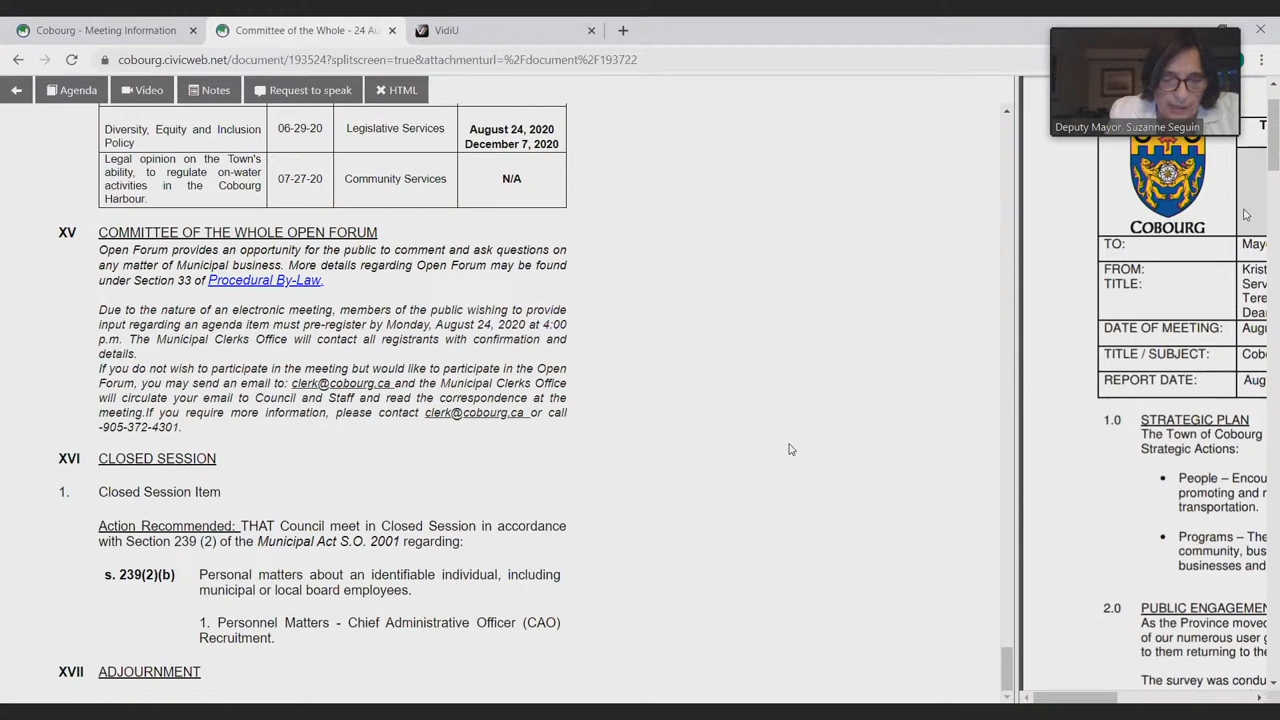 Cobourg - Meeting Information
Committee of the Whole - 24 Au
VidiU
cobourg.civicweb.net/document/193524?splitscreen=true&attachmenturl=%2Fdocument%2F193722
Agenda
Video
Notes
Request to speak
HTML
Deputy Mayor, Suzanne Seguin
Diversity, Equity and Inclusion
Policy
06-29-20
Legislative Services
August 24, 2020
December 7, 2020
Legal opinion on the Town's
ability, to regulate on-water
activities in the Cobourg
Harbour.
07-27-20
Community Services
N/A
XV COMMITTEE OF THE WHOLE OPEN FORUM
Open Forum provides an opportunity for the public to comment and ask questions on
any matter of Municipal business. More details regarding Open Forum may be found
under Section 33 of Procedural By-Law.
Due to the nature of an electronic meeting, members of the public wishing to provide
input regarding an agenda item must pre-register by Monday, August 24, 2020 at 4:00
p.m. The Municipal Clerks Office will contact all registrants with confirmation and
details.
If you do not wish to participate in the meeting but would like to participate in the Open
Forum, you may send an email to: clerk@cobourg.ca and the Municipal Clerks Office
will circulate your email to Council and Staff and read the correspondence at the
meeting.If you require more information, please contact clerk@cobourg.ca or call
-905-372-4301.
XVI CLOSED SESSION
1. Closed Session Item
Action Recommended: THAT Council meet in Closed Session in accordance
with Section 239 (2) of the Municipal Act S.O. 2001 regarding:
s. 239(2)(b) Personal matters about an identifiable individual, including
municipal or local board employees.
1. Personnel Matters - Chief Administrative Officer (CAO)
Recruitment.
XVII ADJOURNMENT
T
COBOURG
TO: Mayo
FROM: Krist
TITLE: Serv
Tere
Dear
DATE OF MEETING: Augu
TITLE / SUBJECT: Cobo
REPORT DATE: Aug
1.0 STRATEGIC PLAN
The Town of Cobourg
Strategic Actions:
• People – Encou
promoting and r
transportation.
• Programs – The
community, bus
businesses and
2.0 PUBLIC ENGAGEMEN
As the Province moved
of our numerous user g
to them returning to the
The survey was condu